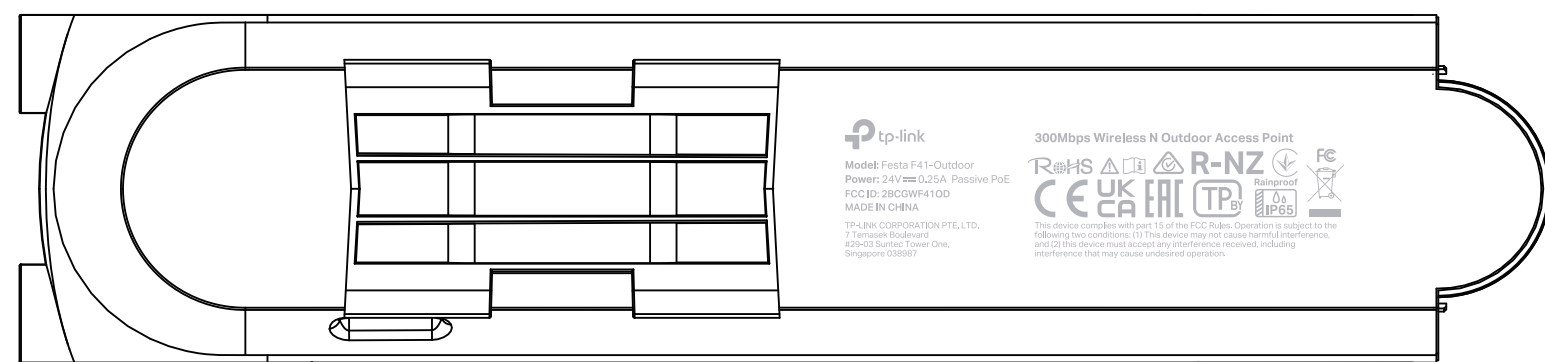 tp-link
Model: Festa F41-Outdoor
Power: 24V⎓0.25A Passive PoE
FCC ID: 2BCGWF41OD
MADE IN CHINA
TP-LINK CORPORATION PTE. LTD.
7 Temasek Boulevard
#29-03 Suntec Tower One,
Singapore 038987
300Mbps Wireless N Outdoor Access Point
RoHS R-NZ FC
CE UK CA EAC TP BY Rainproof IP65
This device complies with part 15 of the FCC Rules. Operation is subject to the
following two conditions: (1) This device may not cause harmful interference,
and (2) this device must accept any interference received, including
interference that may cause undesired operation.